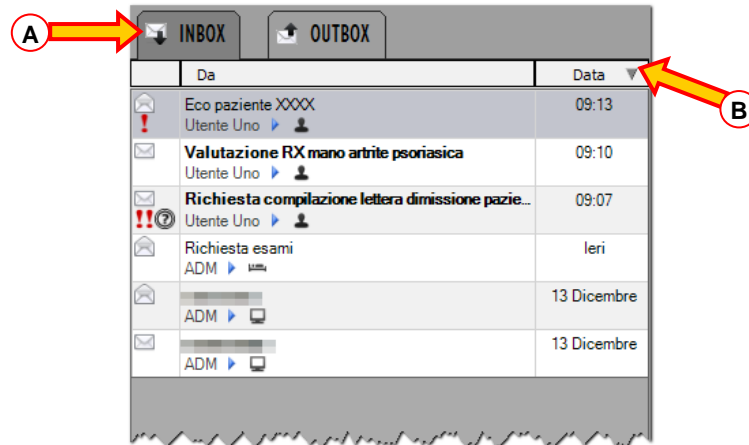 A
INBOX
OUTBOX
Da
Data
B
Eco paziente XXXX
09:13
Utente Uno
Valutazione RX mano artrite psoriasica
09:10
Utente Uno
Richiesta compilazione lettera dimissione pazie...
09:07
Utente Uno
Richiesta esami
Ieri
ADM
13 Dicembre
ADM
13 Dicembre
ADM